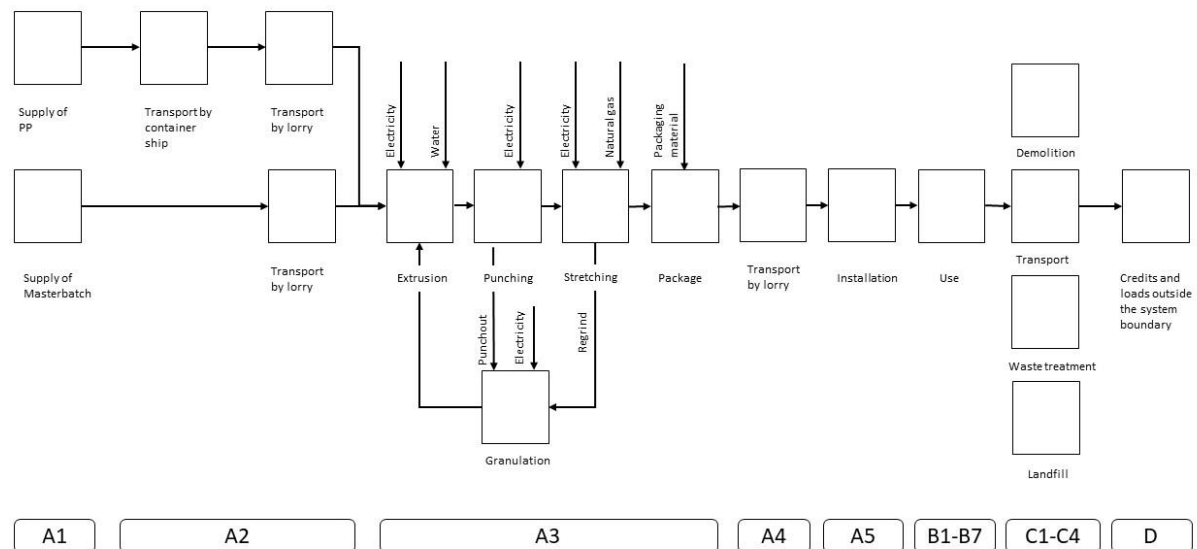 Supply of
PP
Transport by
container
ship
Transport
by lorry
Electricity
Water
Electricity
Electricity
Natural gas
Packaging
material
Demolition
Supply of
Masterbatch
Transport
by lorry
Extrusion
Punching
Stretching
Package
Transport
by lorry
Installation
Use
Transport
Credits and
loads outside
the system
boundary
Punchout
Electricity
Regrind
Waste treatment
Granulation
Landfill
A1
A2
A3
A4
A5
B1-B7
C1-C4
D